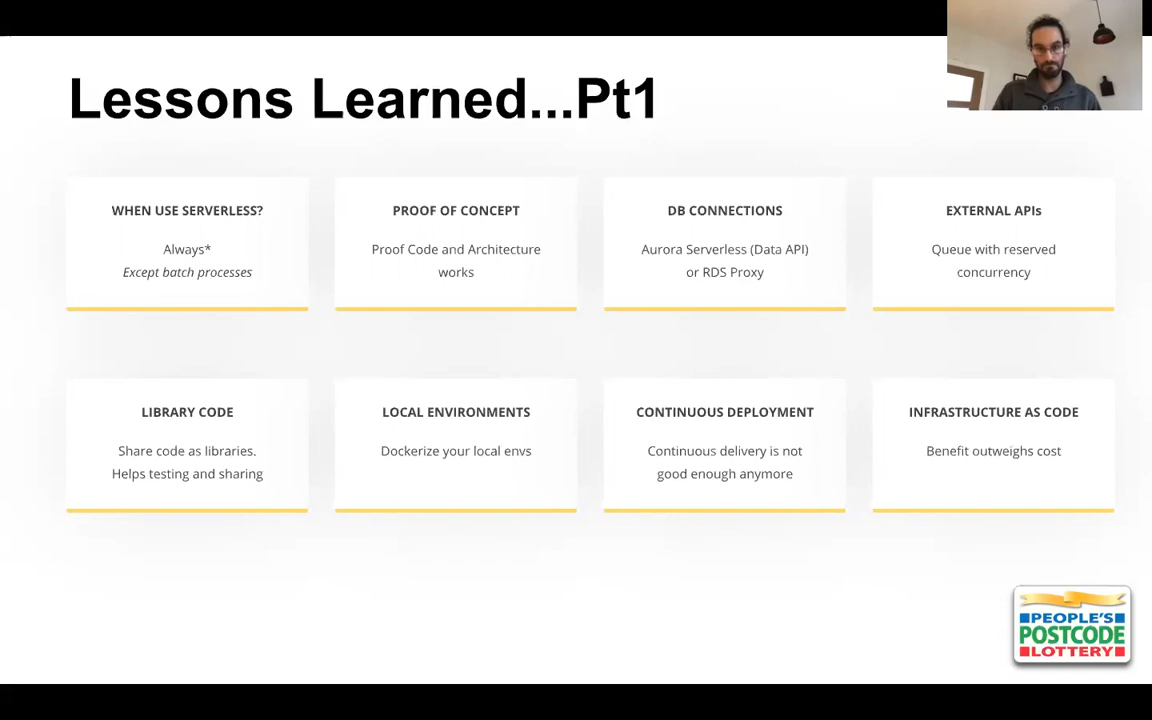 Lessons Learned...Pt1
WHEN USE SERVERLESS?
Always*
Except batch processes
PROOF OF CONCEPT
Proof Code and Architecture
works
DB CONNECTIONS
Aurora Serverless (Data API)
or RDS Proxy
EXTERNAL APIs
Queue with reserved
concurrency
LIBRARY CODE
Share code as libraries.
Helps testing and sharing
LOCAL ENVIRONMENTS
Dockerize your local envs
CONTINUOUS DEPLOYMENT
Continuous delivery is not
good enough anymore
INFRASTRUCTURE AS CODE
Benefit outweighs cost
PEOPLE'S
POSTCODE
LOTTERY